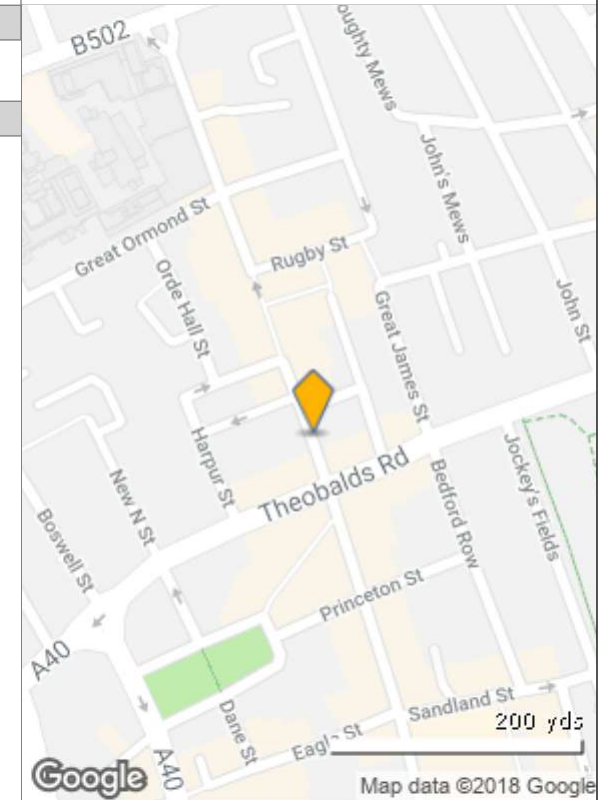 B502
oughty Mews
John's Mews
Great Ormond St
Rugby St
Orde Hall St
Great James St
John St
Harpur St
Theobalds Rd
New N St
Boswell St
Bedford Row
Jockey's Fields
Princeton St
A40
Dane St
Sandland St
Eagle St
A40
200 yds
Google
Map data ©2018 Google